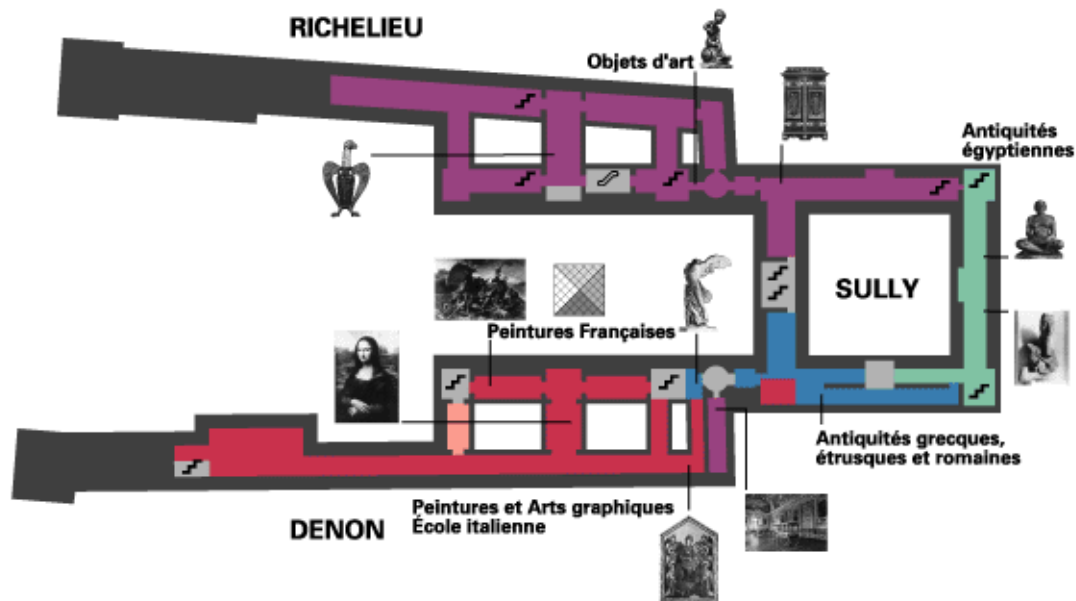 RICHELIEU
Objets d'art
Antiquités
égyptiennes
SULLY
Peintures Françaises
Antiquités grecques,
étrusques et romaines
Peintures et Arts graphiques
École italienne
DENON